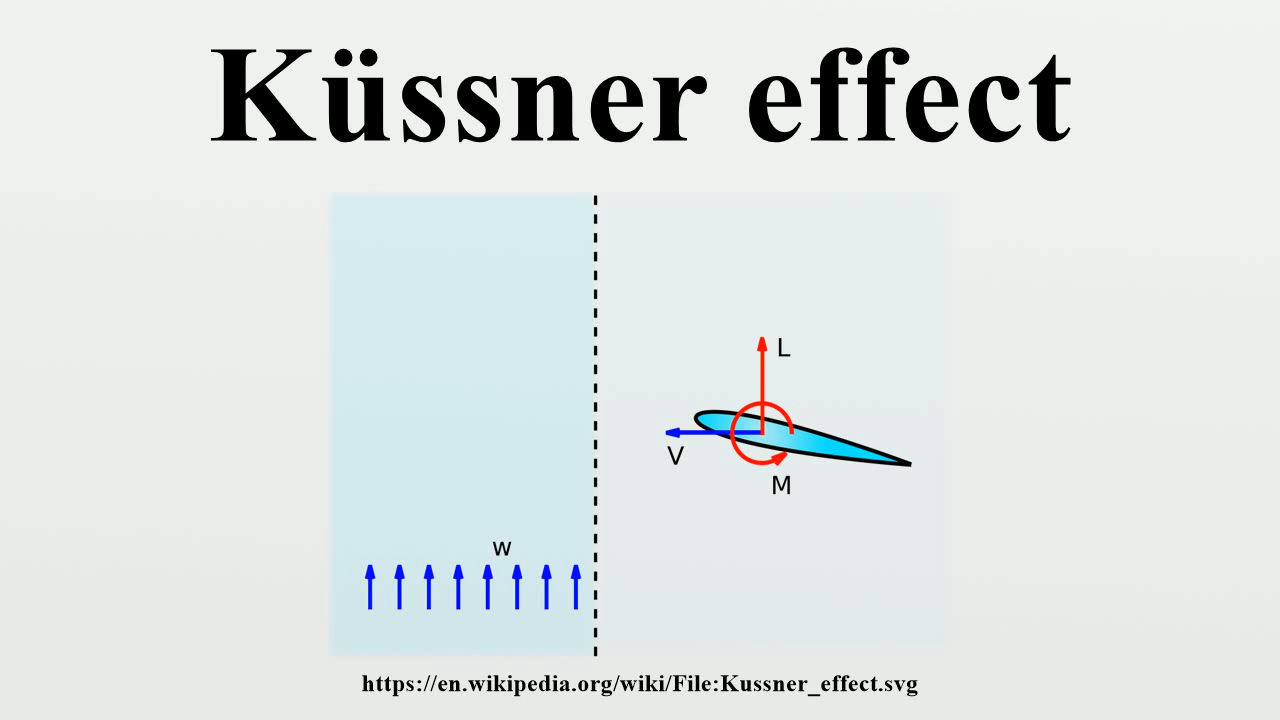 Küssner effect
L
V
M
w
https://en.wikipedia.org/wiki/File:Kussner_effect.svg